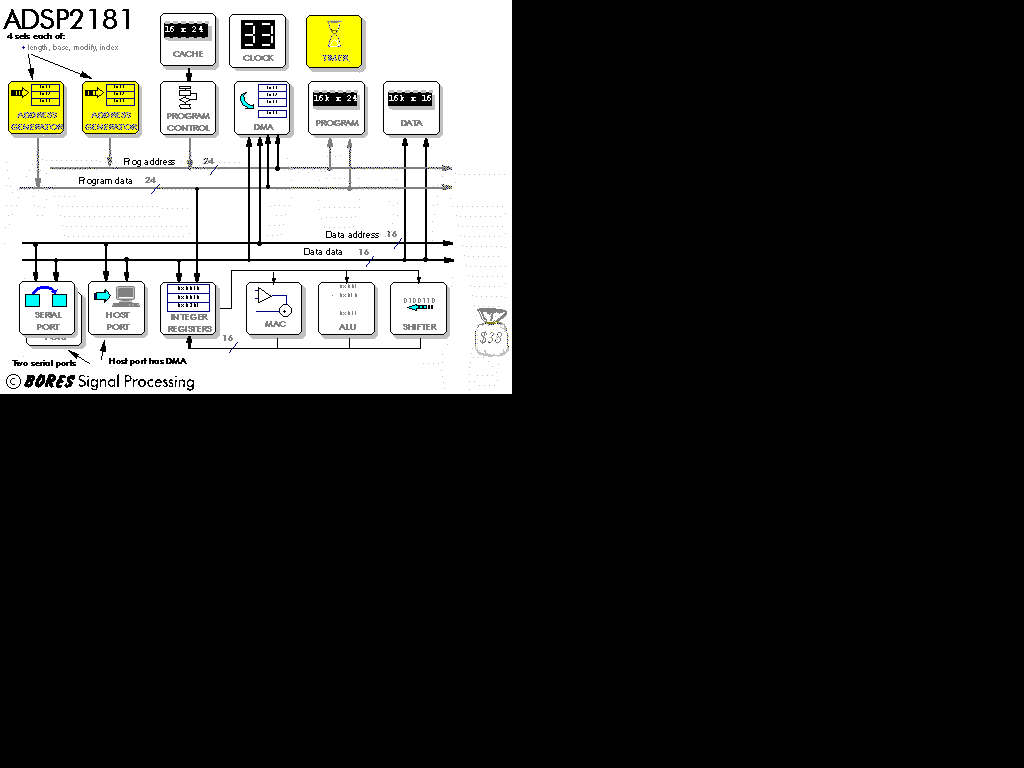 ADSP2181
4 sets each of:
• length, base, modify, index
16 x 24
CACHE
33
CLOCK
TIMER
ADDRESS
GENERATOR
ADDRESS
GENERATOR
PROGRAM
CONTROL
DMA
16k x 24
PROGRAM
16k x 16
DATA
Prog address 24
Program data 24
Data address 16
Data data 16
SERIAL
PORT
HOST
PORT
INTEGER
REGISTERS
MAC
ALU
0100110
SHIFTER
16
$38
Two serial ports
Host port has DMA
© BORES Signal Processing